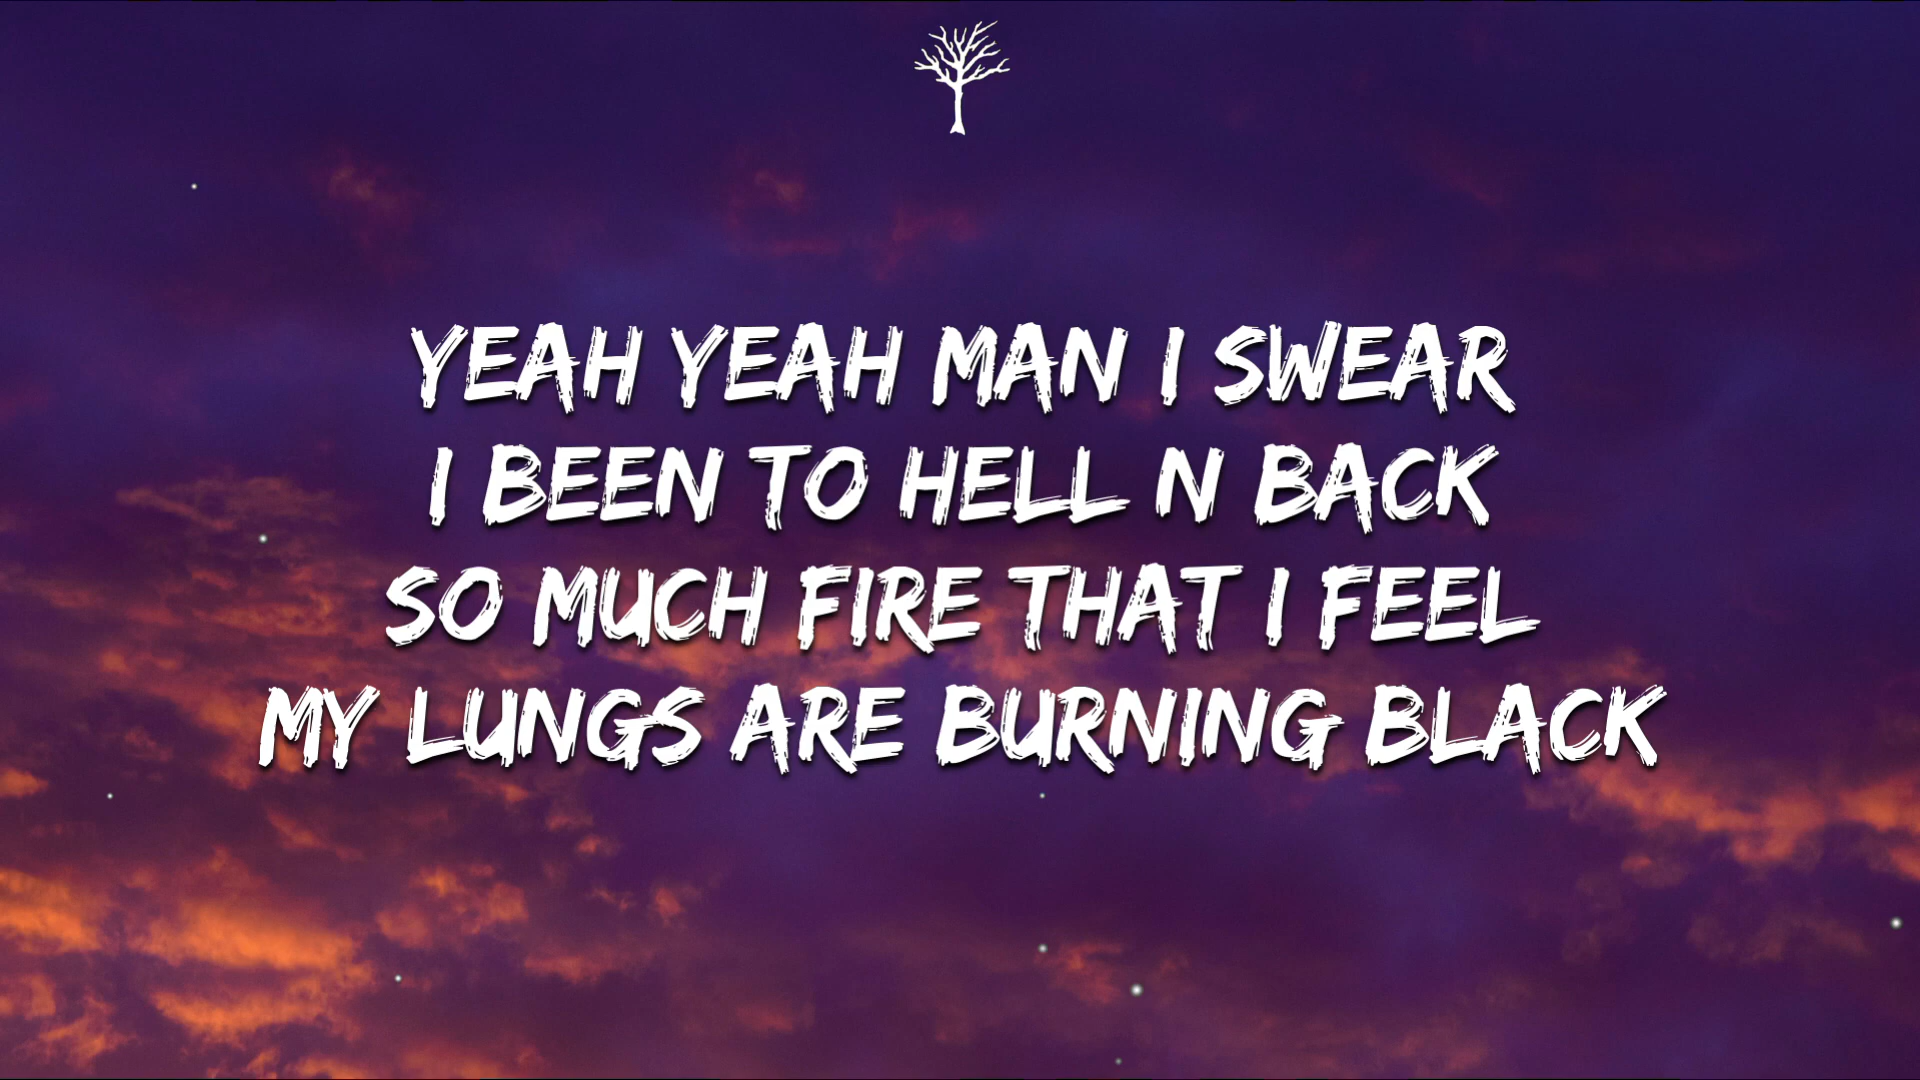 YEAH YEAH MAN I SWEAR
I BEEN TO HELL N BACK
SO MUCH FIRE THAT I FEEL
MY LUNGS ARE BURNING BLACK